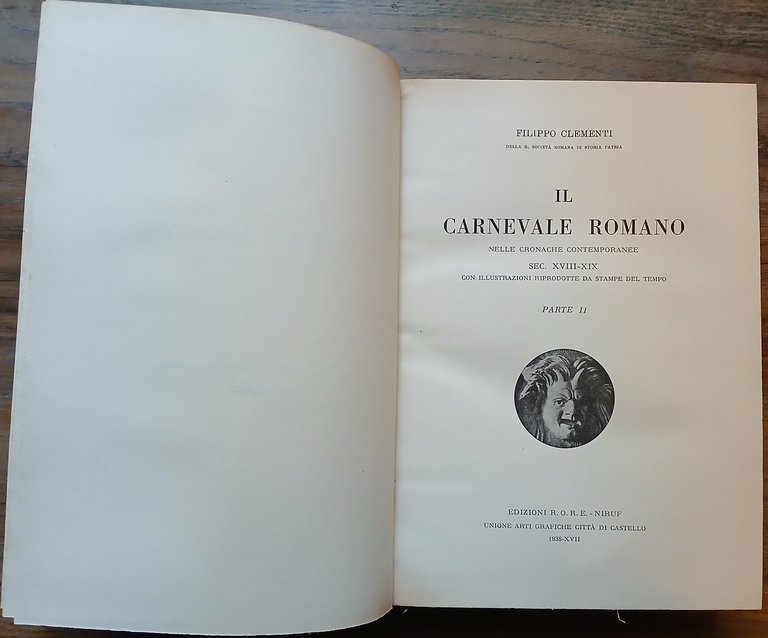 FILIPPO CLEMENTI
DELLA R. SOCIETÀ ROMANA DI STORIA PATRIA
IL
CARNEVALE ROMANO
NELLE CRONACHE CONTEMPORANEE
SEC. XVIII-XIX
CON ILLUSTRAZIONI RIPRODOTTE DA STAMPE DEL TEMPO
PARTE II
EDIZIONI R. O. R. E. - NIRUF
UNIONE ARTI GRAFICHE CITTÀ DI CASTELLO
1938-XVII